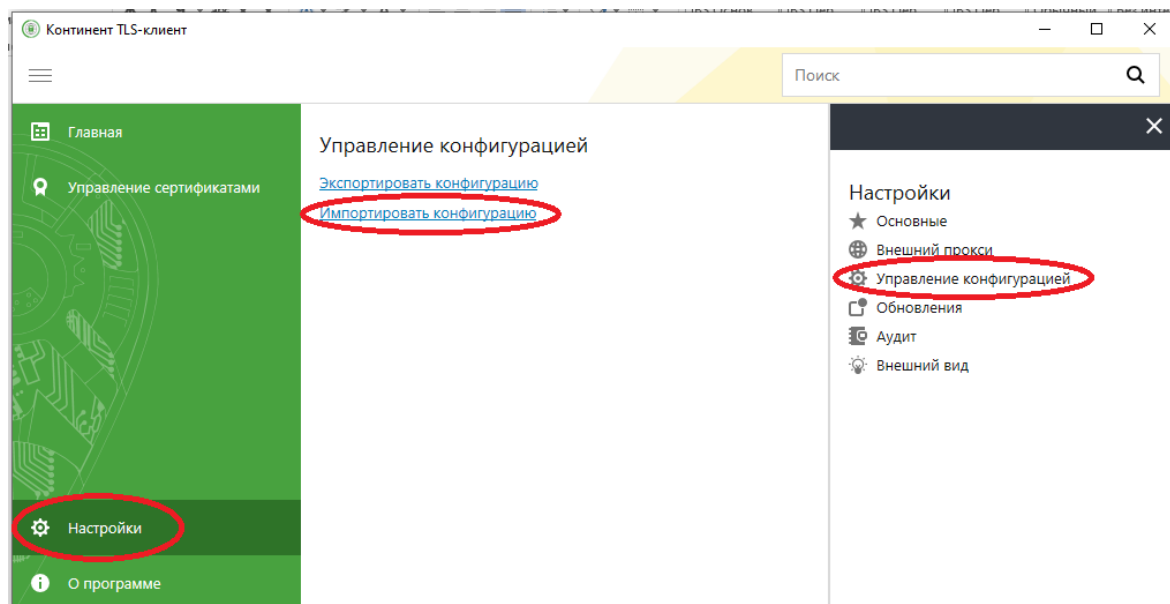 Континент TLS-клиент
Поиск
Главная
Управление сертификатами
Настройки
О программе
Управление конфигурацией
Экспортировать конфигурацию
Импортировать конфигурацию
Настройки
Основные
Внешний прокси
Управление конфигурацией
Обновления
Аудит
Внешний вид